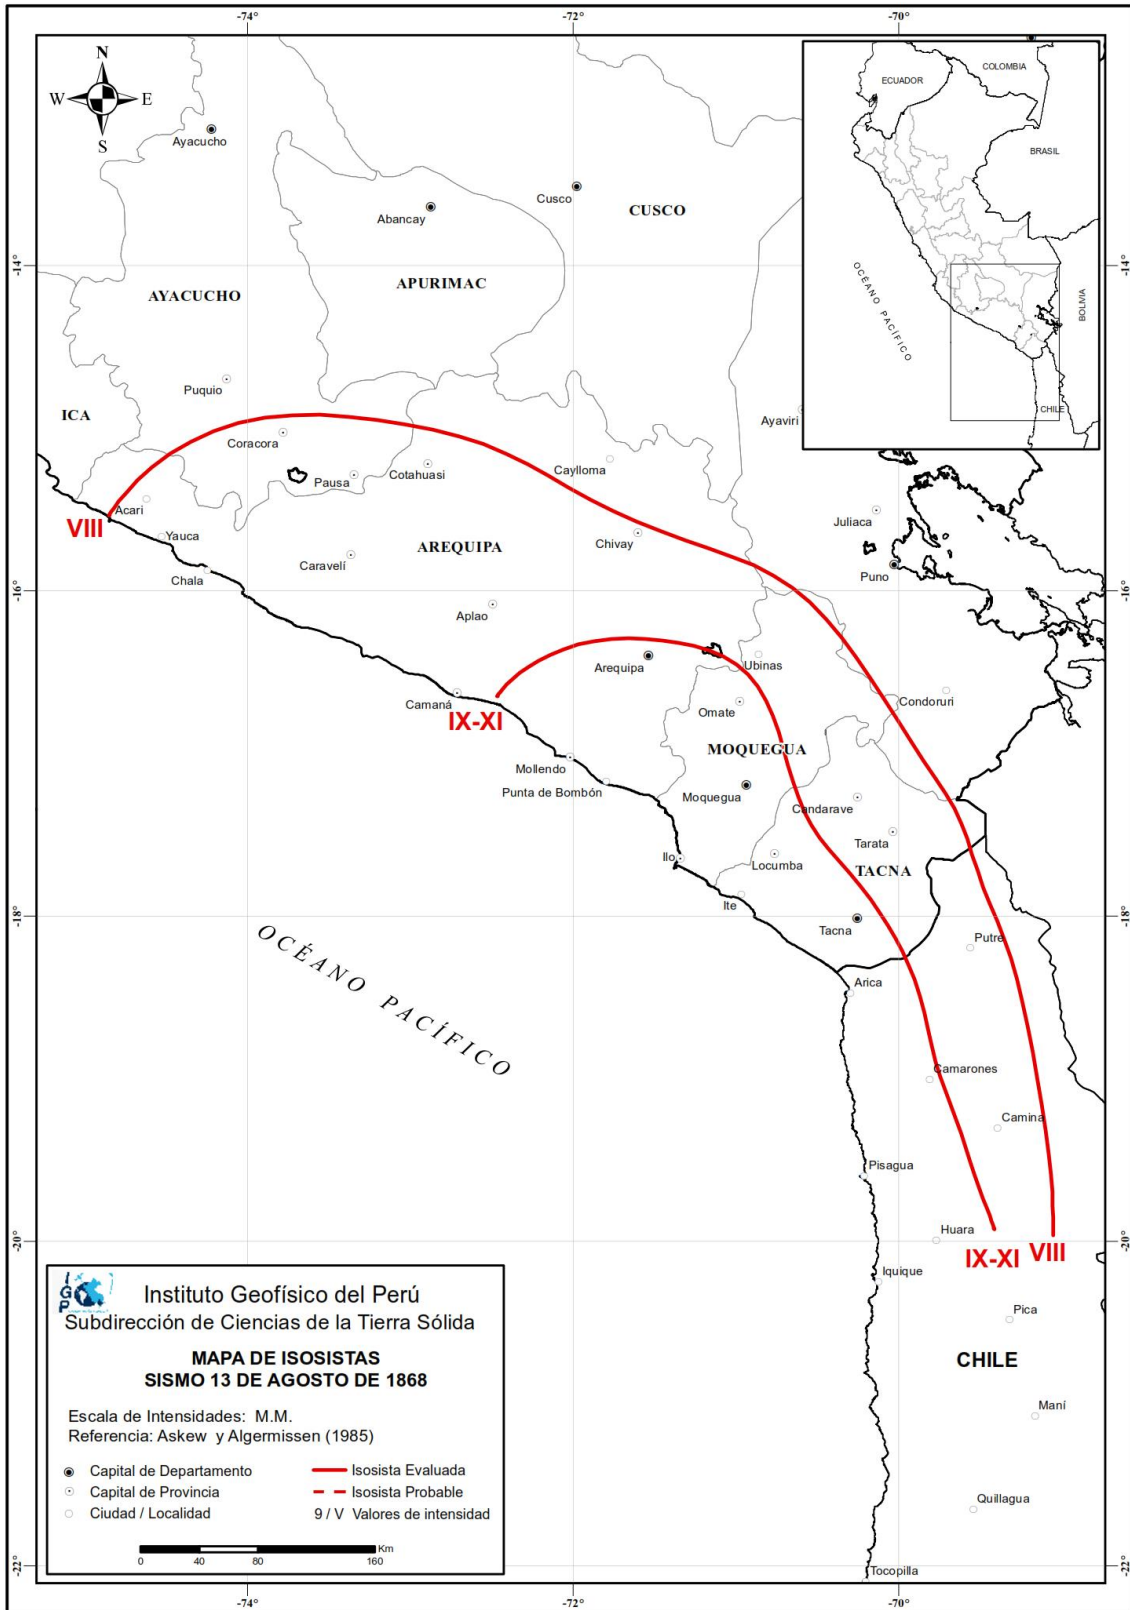 -74°
-72°
-70°
N
W
E
S
ECUADOR
COLOMBIA
BRASIL
OCÉANO PACÍFICO
BOLIVIA
CHILE
Ayacucho
Cusco
Abancay
CUSCO
-14°
-14°
AYACUCHO
APURIMAC
Puquio
ICA
Ayaviri
Coracora
Cotahuasi
Caylloma
Pausa
Acari
VIII
Yauca
Juliaca
Chivay
AREQUIPA
Caravelí
Chala
Puno
-16°
-16°
Aplao
Arequipa
Ubinas
Camaná
IX-XI
Omate
Condoruri
MOQUEGUA
Mollendo
Punta de Bombón
Moquegua
Candarave
Tarata
Ilo
Locumba
TACNA
Ite
-18°
-18°
Tacna
OCÉANO PACÍFICO
Putre
Arica
Camarones
Camina
Pisagua
Huara
-20°
-20°
IX-XI
VIII
Iquique
Pica
CHILE
Maní
Quillagua
-22°
-22°
Tocopilla
IGP
Instituto Geofísico del Perú
Subdirección de Ciencias de la Tierra Sólida
MAPA DE ISOSISTAS
SISMO 13 DE AGOSTO DE 1868
Escala de Intensidades: M.M.
Referencia: Askew y Algermissen (1985)
Capital de Departamento
Isosista Evaluada
Capital de Provincia
Isosista Probable
Ciudad / Localidad
9 / V Valores de intensidad
Km
0 40 80 160
-74°
-72°
-70°